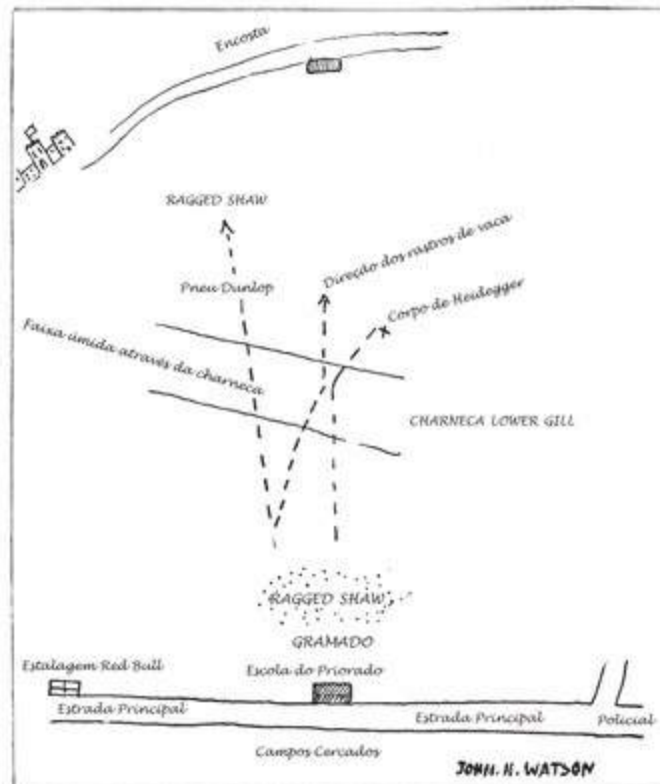 Encosta
RAGGED SHAW
Direção dos rastros de vaca
Pneu Dunlop
Corpo de Heidegger
Faixa úmida através da charneca
CHARNECA LOWER GILL
RAGGED SHAW
GRAMADO
Estalagem Red Bull
Escola do Priorado
Estrada Principal
Estrada Principal
Policial
Campos Cercados
JOHN. H. WATSON